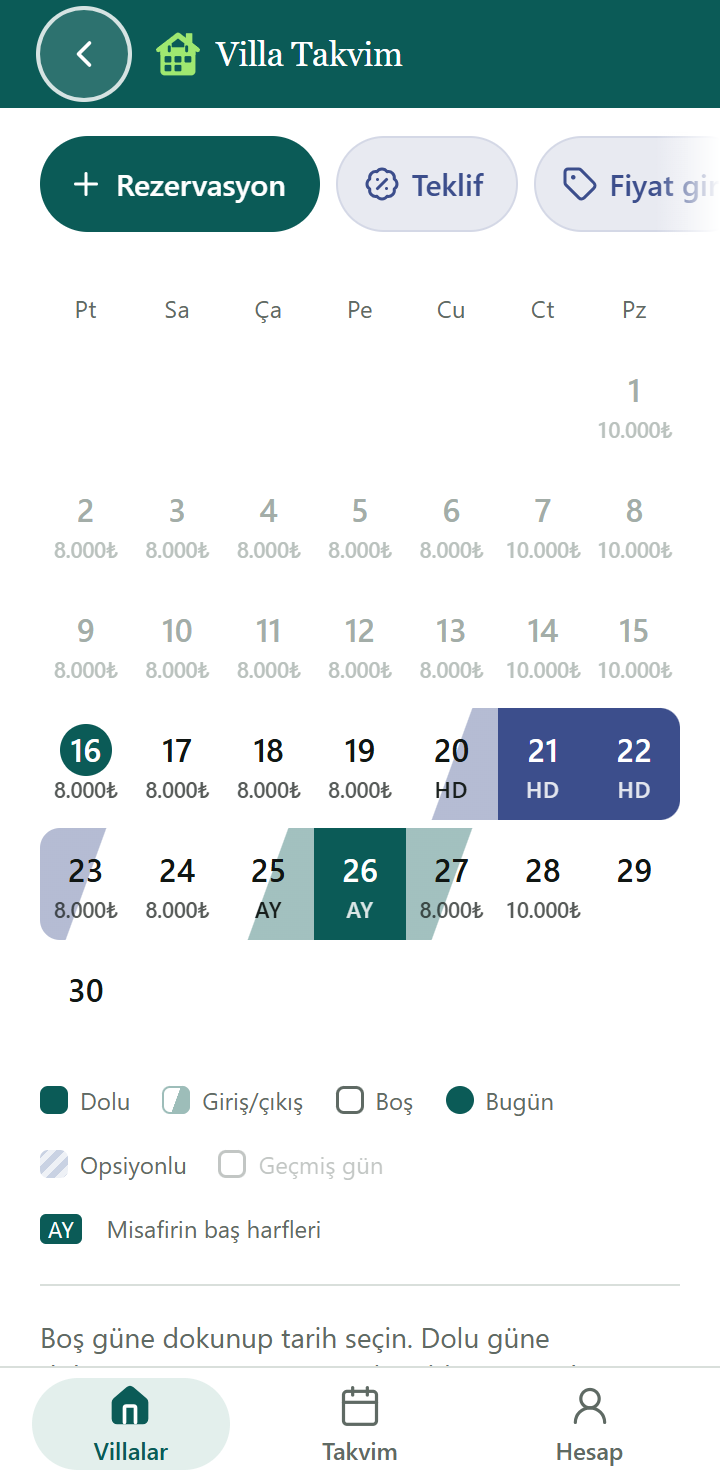 Villa Takvim
+ Rezervasyon Teklif Fiyat gir
Pt Sa Ça Pe Cu Ct Pz
1
10.000₺
2 3 4 5 6 7 8
8.000₺ 8.000₺ 8.000₺ 8.000₺ 8.000₺ 10.000₺ 10.000₺
9 10 11 12 13 14 15
8.000₺ 8.000₺ 8.000₺ 8.000₺ 8.000₺ 10.000₺ 10.000₺
16 17 18 19 20 21 22
8.000₺ 8.000₺ 8.000₺ 8.000₺ HD HD HD
23 24 25 26 27 28 29
8.000₺ 8.000₺ AY AY 8.000₺ 10.000₺
30
Dolu Giriş/çıkış Boş Bugün
Opsiyonlu Geçmiş gün
AY Misafirin baş harfleri
Boş güne dokunup tarih seçin. Dolu güne
Villalar Takvim Hesap